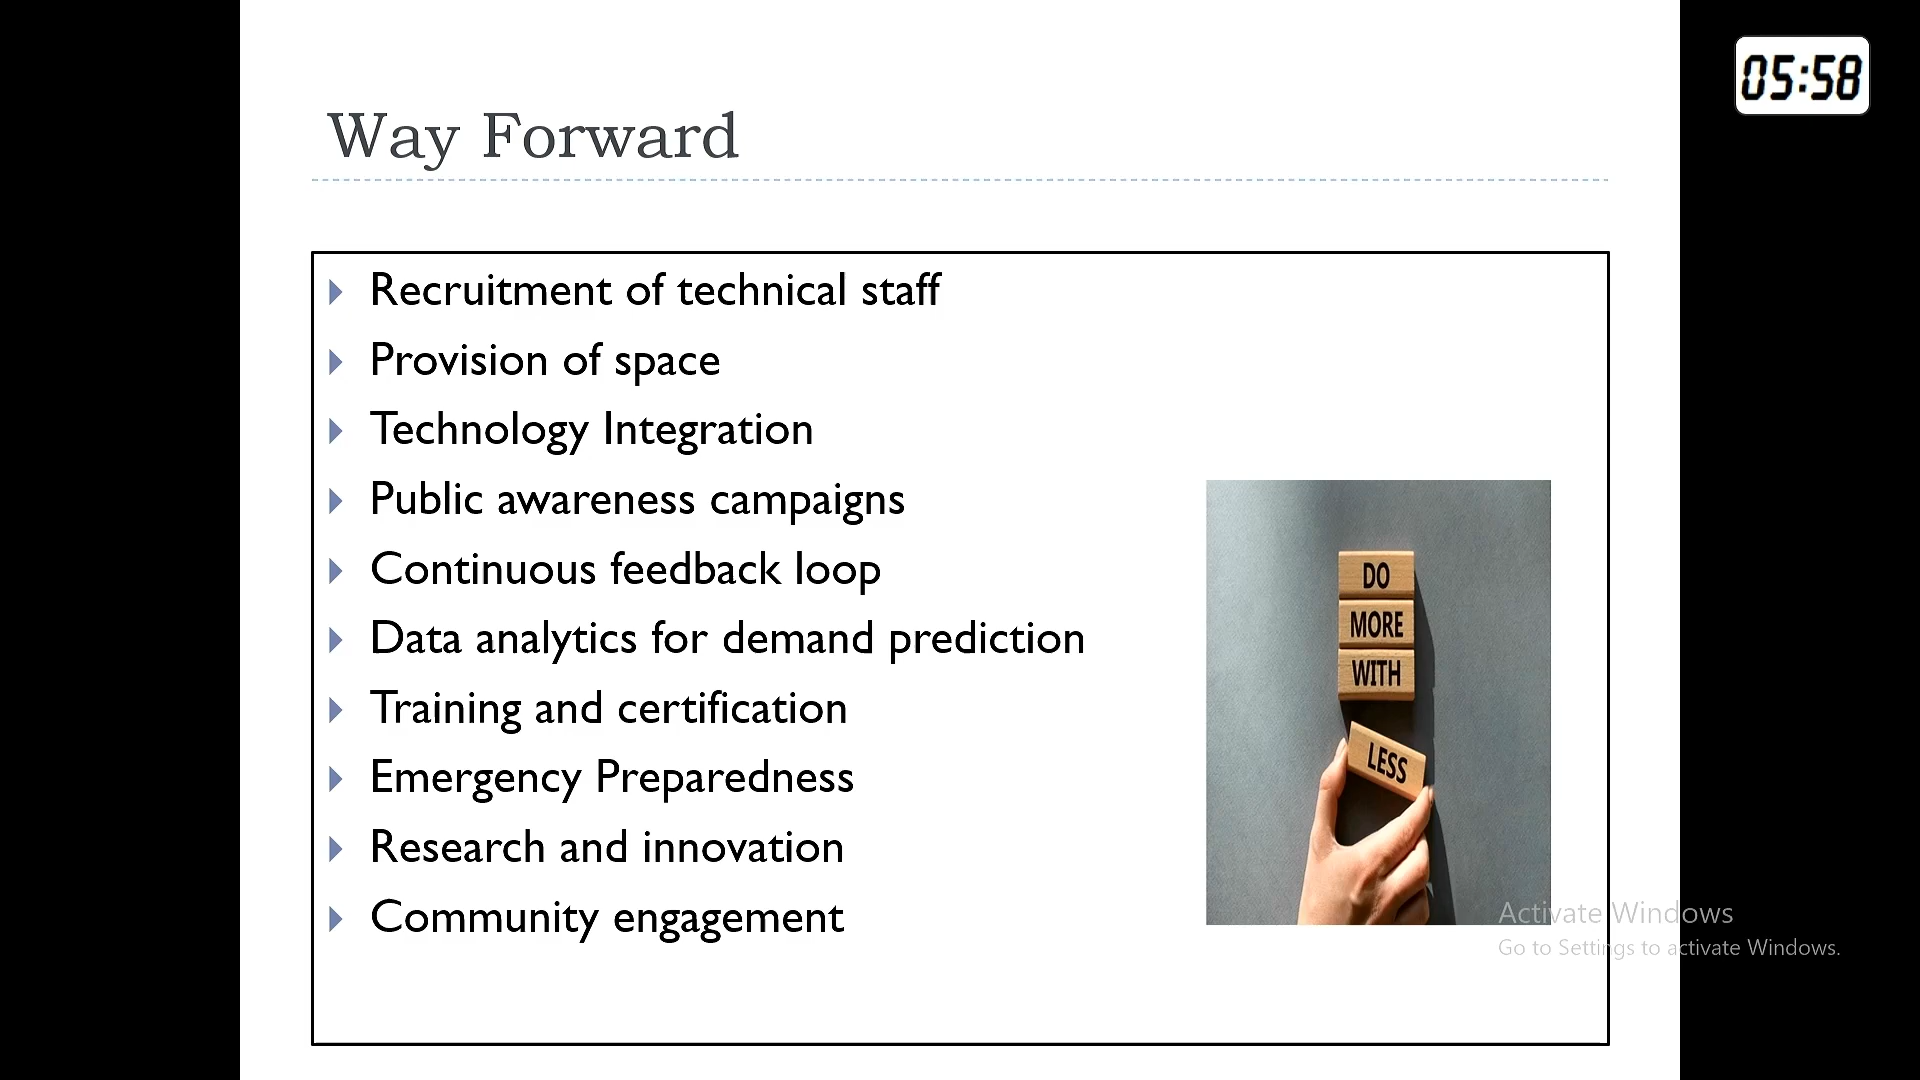 05:58
Way Forward
Recruitment of technical staff
Provision of space
Technology Integration
Public awareness campaigns
Continuous feedback loop
Data analytics for demand prediction
Training and certification
Emergency Preparedness
Research and innovation
Community engagement
DO
MORE
WITH
LESS
Activate Windows
Go to Settings to activate Windows.